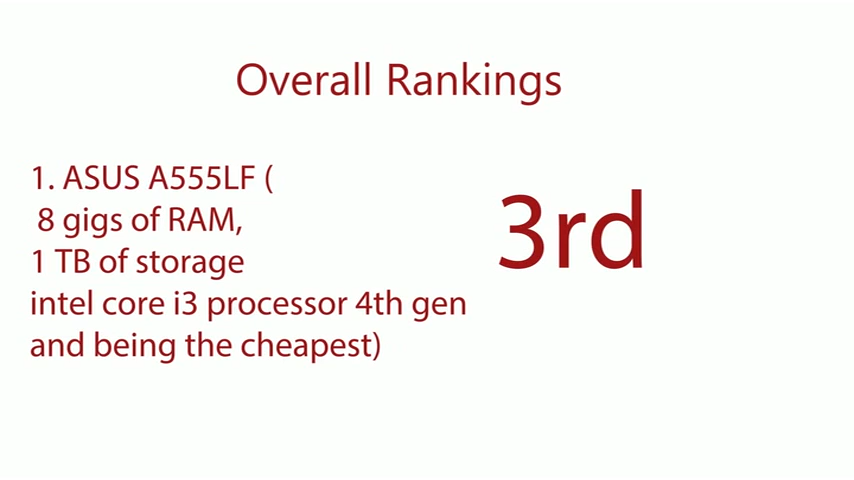 Overall Rankings
1. ASUS A555LF (
8 gigs of RAM,
1 TB of storage
intel core i3 processor 4th gen
and being the cheapest)
3rd